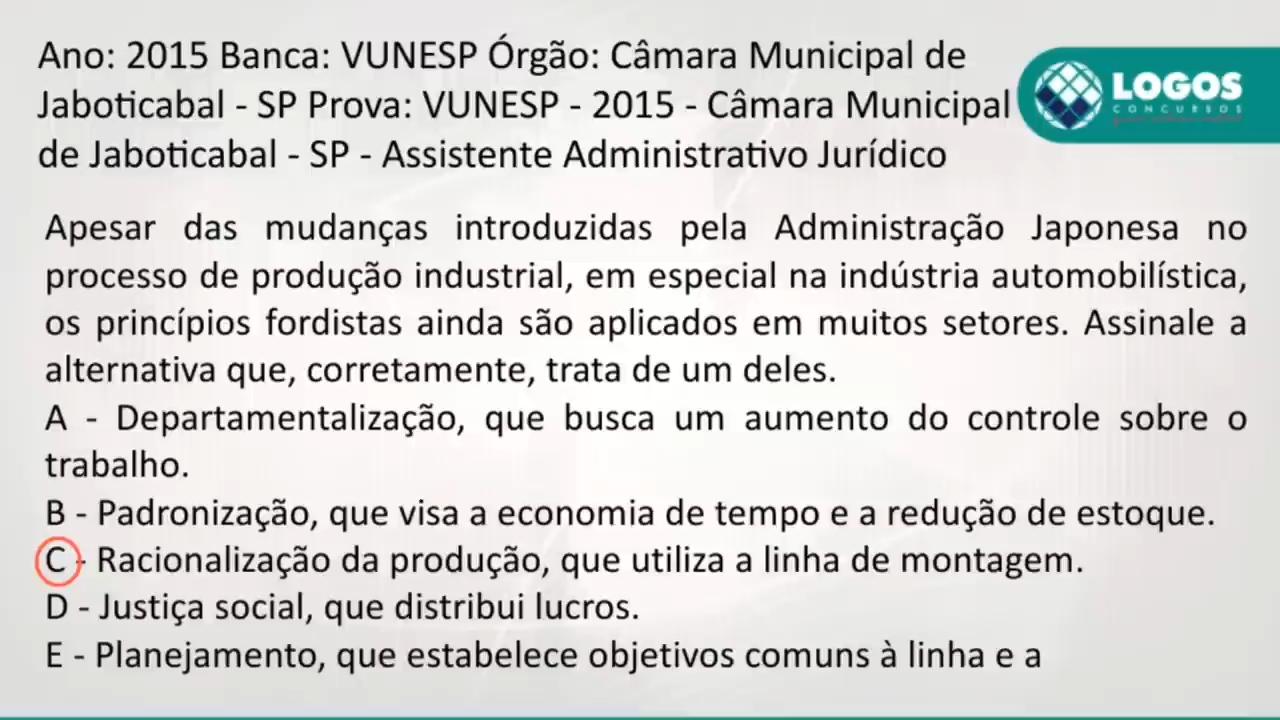 Ano: 2015 Banca: VUNESP Órgão: Câmara Municipal de
Jaboticabal - SP Prova: VUNESP - 2015 - Câmara Municipal
de Jaboticabal - SP - Assistente Administrativo Jurídico
LOGOS
CONCURSOS
Apesar das mudanças introduzidas pela Administração Japonesa no
processo de produção industrial, em especial na indústria automobilística,
os princípios fordistas ainda são aplicados em muitos setores. Assinale a
alternativa que, corretamente, trata de um deles.
A - Departamentalização, que busca um aumento do controle sobre o
trabalho.
B - Padronização, que visa a economia de tempo e a redução de estoque.
C - Racionalização da produção, que utiliza a linha de montagem.
D - Justiça social, que distribui lucros.
E - Planejamento, que estabelece objetivos comuns à linha e a